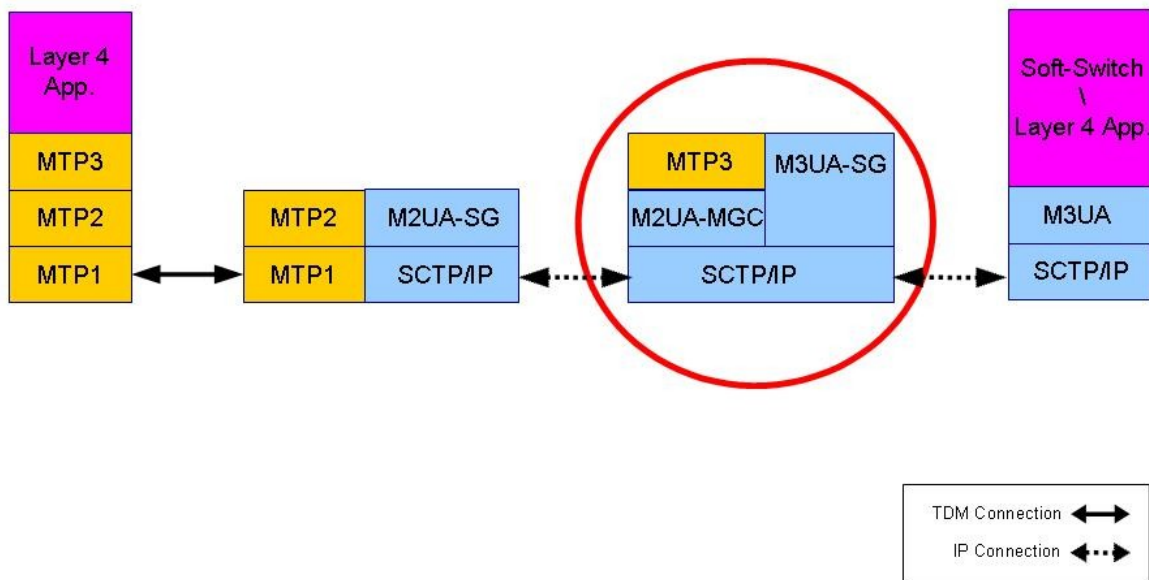 Layer 4
App.
MTP3
MTP2
MTP1
MTP2
M2UA-SG
MTP1
SCTP/IP
MTP3
M3UA-SG
M2UA-MGC
SCTP/IP
Soft-Switch
\
Layer 4 App.
M3UA
SCTP/IP
TDM Connection
IP Connection